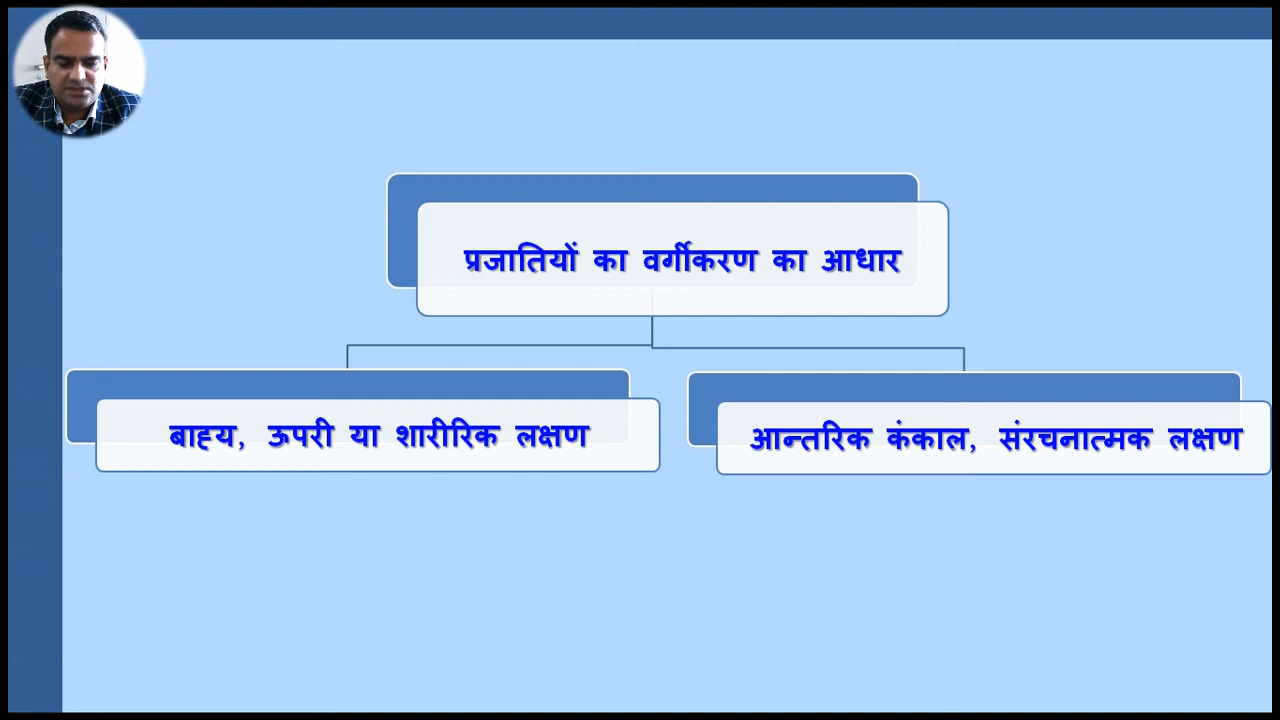 प्रजातियों का वर्गीकरण का आधार
बाह्य, ऊपरी या शारीरिक लक्षण
आन्तरिक कंकाल, संरचनात्मक लक्षण